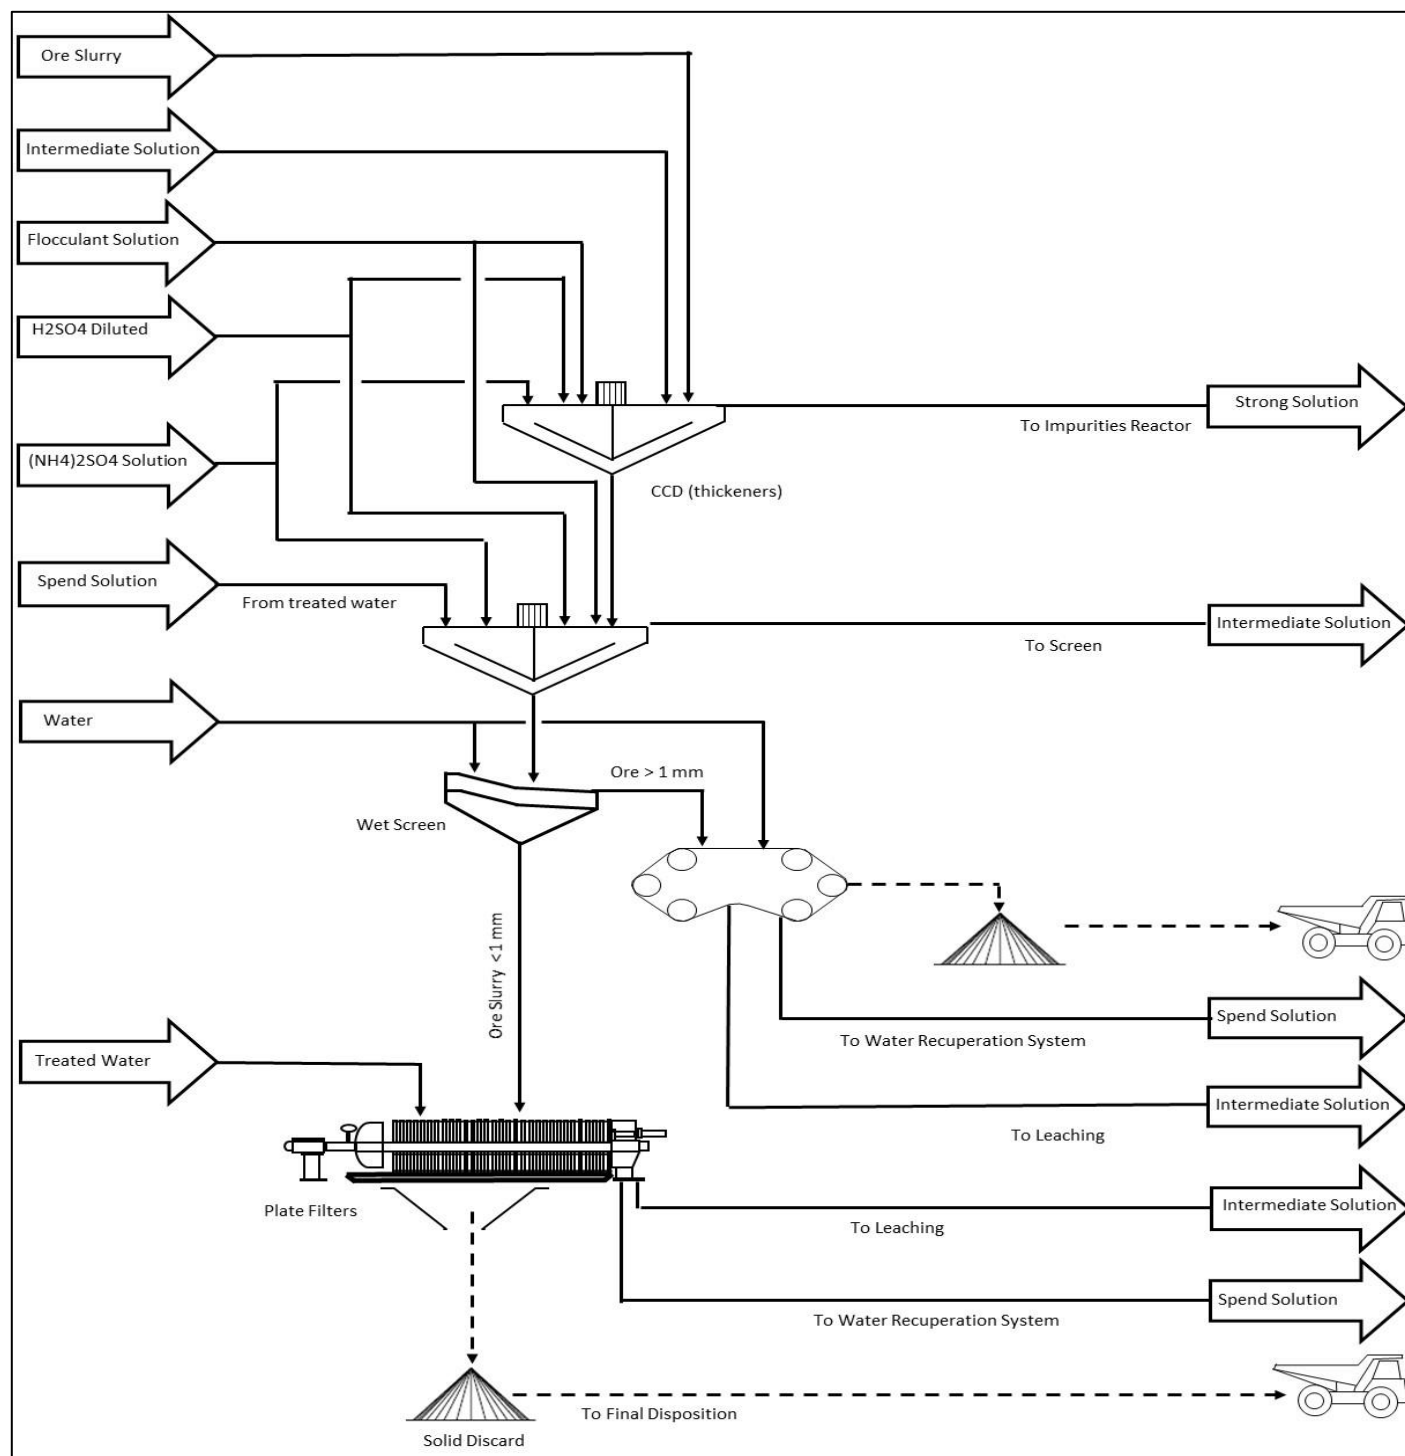 Ore Slurry
Intermediate Solution
Flocculant Solution
H2SO4 Diluted
Strong Solution
To Impurities Reactor
(NH4)2SO4 Solution
CCD (thickeners)
Spend Solution
From treated water
Intermediate Solution
To Screen
Water
Ore > 1 mm
Wet Screen
Ore Slurry <1 mm
Spend Solution
To Water Recuperation System
Treated Water
Intermediate Solution
To Leaching
Plate Filters
Intermediate Solution
To Leaching
Spend Solution
To Water Recuperation System
To Final Disposition
Solid Discard